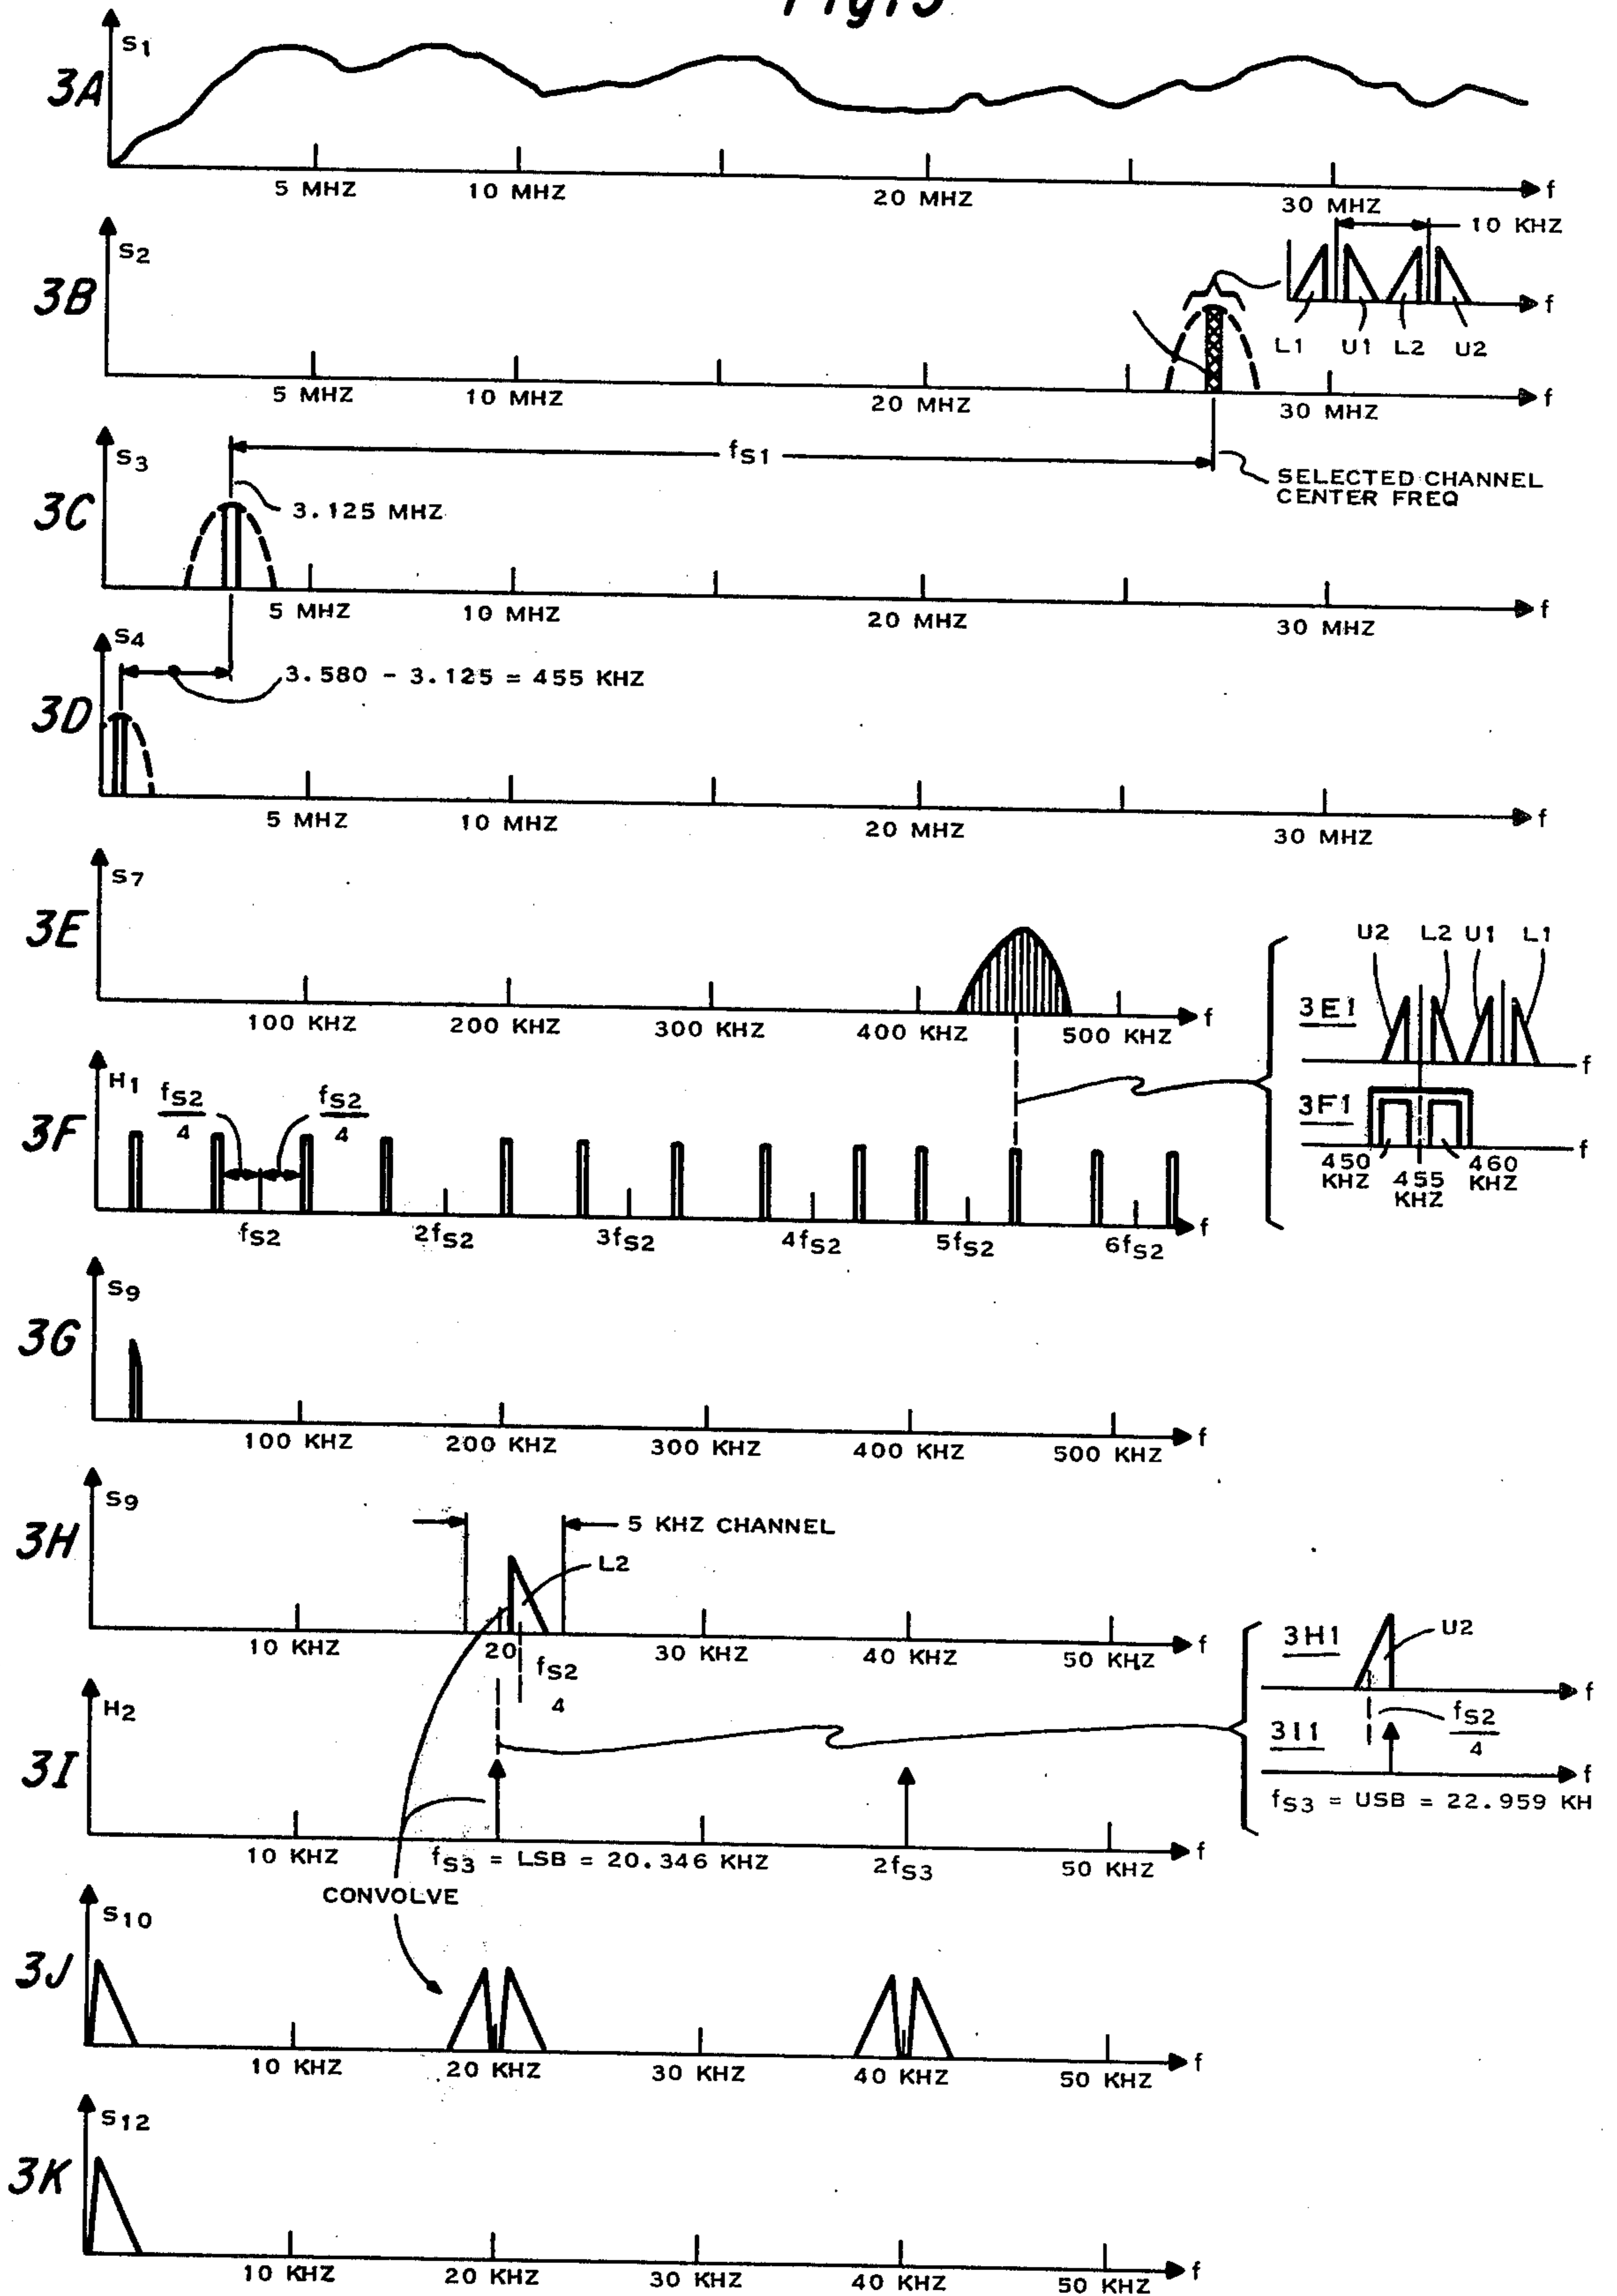 Fig. 3
3A
S1
5 MHZ 10 MHZ 20 MHZ 30 MHZ f
3B
S2
10 KHZ
f
L1 U1 L2 U2
5 MHZ 10 MHZ 20 MHZ 30 MHZ f
3C
S3
fS1
SELECTED CHANNEL
CENTER FREQ
3.125 MHZ
5 MHZ 10 MHZ 20 MHZ 30 MHZ f
3D
S4
3.580 - 3.125 = 455 KHZ
5 MHZ 10 MHZ 20 MHZ 30 MHZ f
3E
S7
100 KHZ 200 KHZ 300 KHZ 400 KHZ 500 KHZ f
U2 L2 U1 L1
3E1
f
3F
H1
fS2
4
fS2
4
fS2 2fS2 3fS2 4fS2 5fS2 6fS2 f
3F1
f
450
KHZ
455
KHZ
460
KHZ
3G
S9
100 KHZ 200 KHZ 300 KHZ 400 KHZ 500 KHZ f
3H
S9
5 KHZ CHANNEL
L2
10 KHZ 20 30 KHZ 40 KHZ 50 KHZ f
fS2
4
3H1
U2
f
3I
H2
10 KHZ fS3 = LSB = 20.346 KHZ 2fS3 50 KHZ f
3I1
fS2
4
f
fS3 = USB = 22.959 KH
CONVOLVE
3J
S10
10 KHZ 20 KHZ 30 KHZ 40 KHZ 50 KHZ f
3K
S12
10 KHZ 20 KHZ 30 KHZ 40 KHZ 50 KHZ f